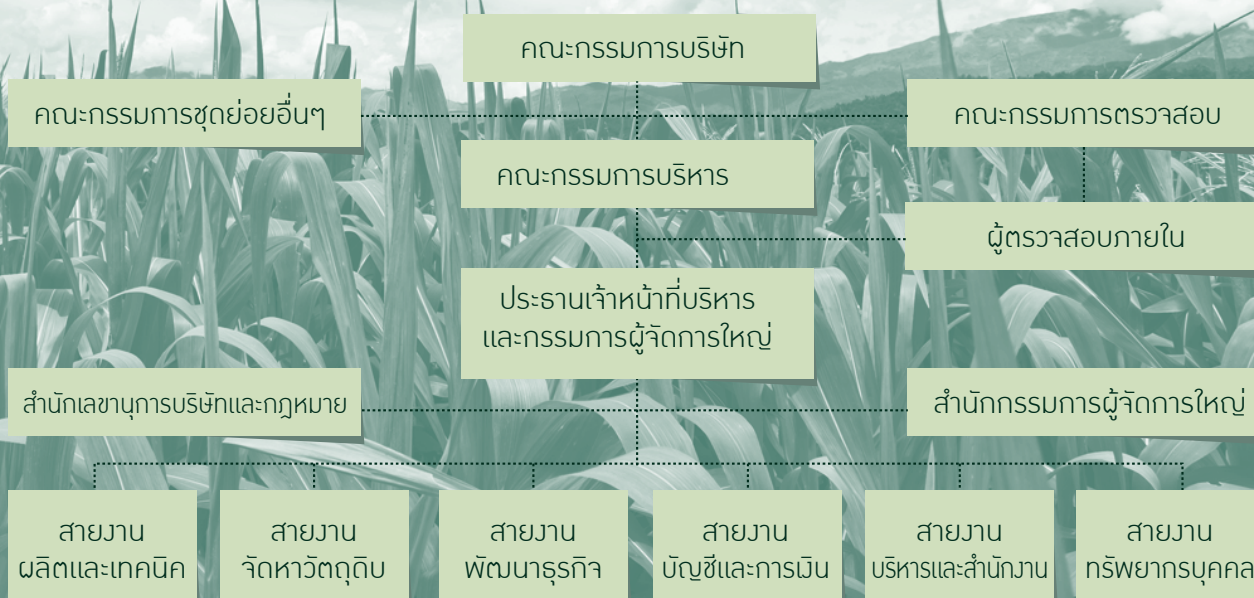 คณะกรรมการบริษัท
คณะกรรมการชุดย่อยอื่นๆ
คณะกรรมการตรวจสอบ
คณะกรรมการบริหาร
ผู้ตรวจสอบภายใน
ประธานเจ้าหน้าที่บริหาร
และกรรมการผู้จัดการใหญ่
สำนักเลขานุการบริษัทและกฎหมาย
สำนักกรรมการผู้จัดการใหญ่
สายงาน
ผลิตและเทคนิค
สายงาน
จัดหาวัตถุดิบ
สายงาน
พัฒนาธุรกิจ
สายงาน
บัญชีและการเงิน
สายงาน
บริหารและสำนักงาน
สายงาน
ทรัพยากรบุคคล